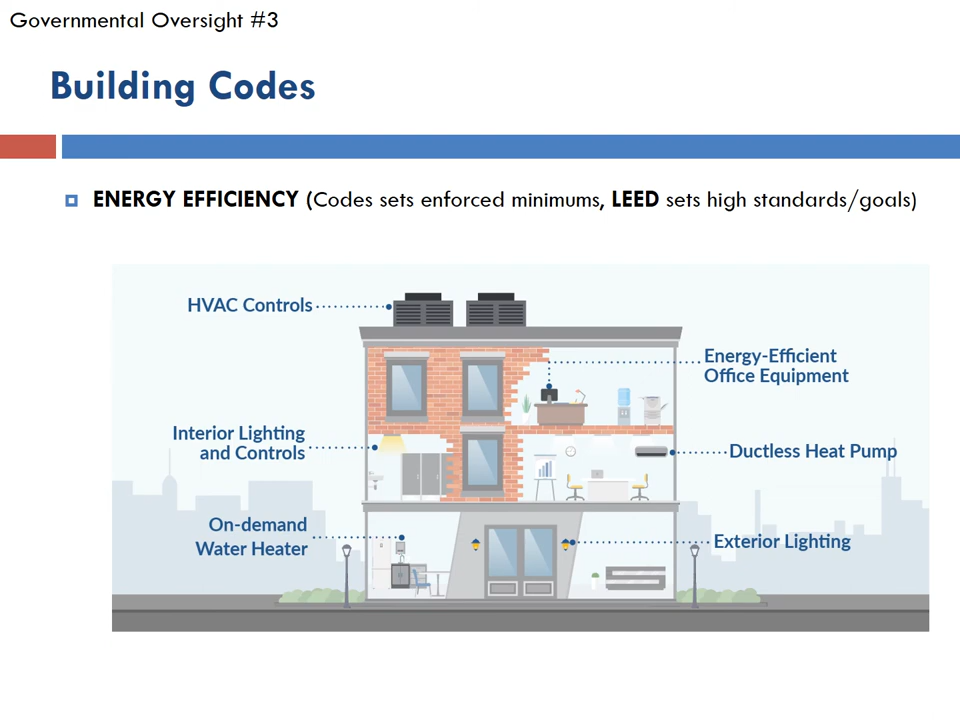 Governmental Oversight #3
Building Codes
ENERGY EFFICIENCY (Codes sets enforced minimums, LEED sets high standards/goals)
HVAC Controls
Energy-Efficient
Office Equipment
Interior Lighting
and Controls
Ductless Heat Pump
On-demand
Water Heater
Exterior Lighting